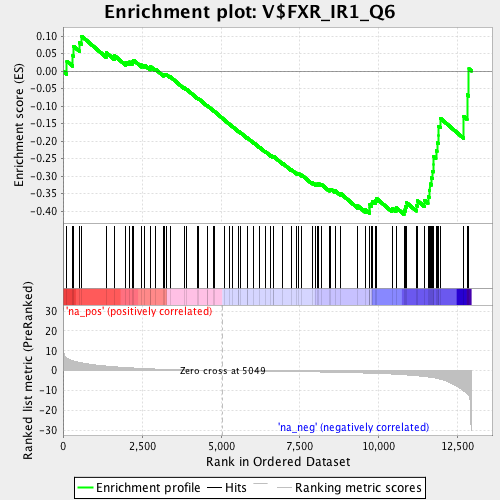 Enrichment plot: V$FXR_IR1_Q6
Enrichment score (ES)
0.10
0.05
0.00
-0.05
-0.10
-0.15
-0.20
-0.25
-0.30
-0.35
-0.40
'na_pos' (positively correlated)
Ranked list metric (PreRanked)
30
20
10
0
-10
-20
-30
Zero cross at 5049
'na_neg' (negatively correlated)
0
2,500
5,000
7,500
10,000
12,500
Rank in Ordered Dataset
Enrichment profile
Hits
Ranking metric scores